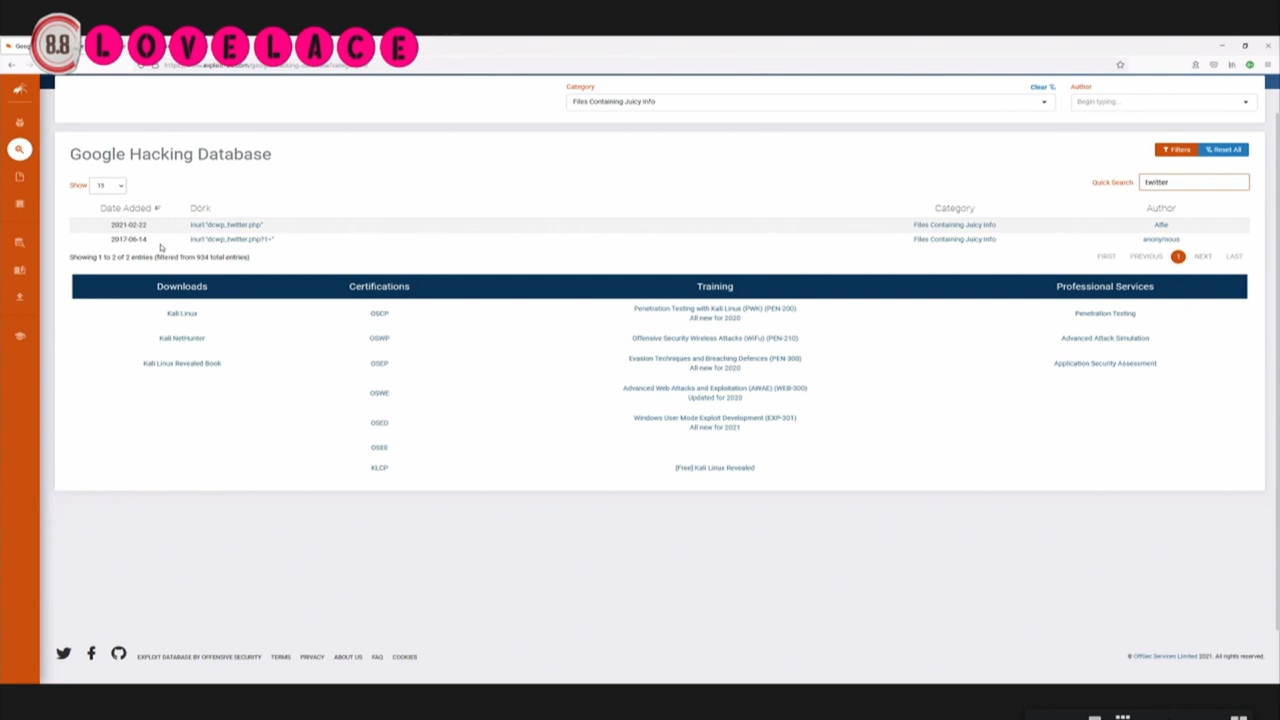 8.8 LOVELACE
Category
Clear
Author
Files Containing Juicy Info
Begin typing...
Google Hacking Database
Filters
Reset All
Show 15
Quick Search twitter
Date Added Dork Category Author
2021-02-22 inurl:"dcwp_twitter.php" Files Containing Juicy Info Alfie
2017-06-14 inurl:"dcwp_twitter.php?1=" Files Containing Juicy Info anonymous
Showing 1 to 2 of 2 entries (filtered from 934 total entries)
FIRST PREVIOUS 1 NEXT LAST
Downloads Certifications Training Professional Services
Kali Linux OSCP Penetration Testing with Kali Linux (PWK) (PEN-200) Penetration Testing
All new for 2020
Kali NetHunter OSWP Offensive Security Wireless Attacks (WiFu) (PEN-210) Advanced Attack Simulation
Kali Linux Revealed Book OSEP Evasion Techniques and Breaching Defences (PEN-300) Application Security Assessment
All new for 2020
OSWE Advanced Web Attacks and Exploitation (AWAE) (WEB-300)
Updated for 2020
OSED Windows User Mode Exploit Development (EXP-301)
All new for 2021
OSEE
KLCP [Free] Kali Linux Revealed
EXPLOIT DATABASE BY OFFENSIVE SECURITY TERMS PRIVACY ABOUT US FAQ COOKIES
© OffSec Services Limited 2021. All rights reserved.